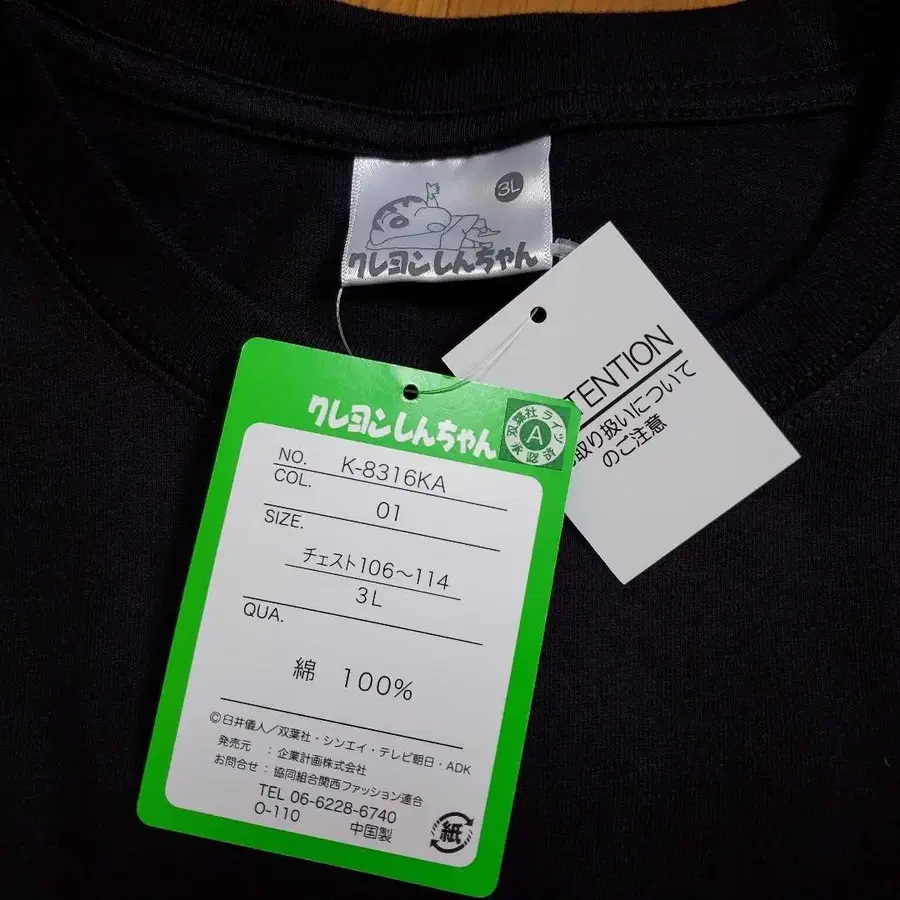 3L
クレヨンしんちゃん
クレヨンしんちゃん
双葉社ライツ
A
承認済
NO. K-8316KA
COL. 01
SIZE.
チェスト106～114
3L
QUA.
綿 100%
©臼井儀人／双葉社・シンエイ・テレビ朝日・ADK
発売元 : 企業計画株式会社
お問合せ : 協同組合関西ファッション連合
TEL 06-6228-6740
O-110 中国製
紙
TENTION
取り扱いについて
のご注意